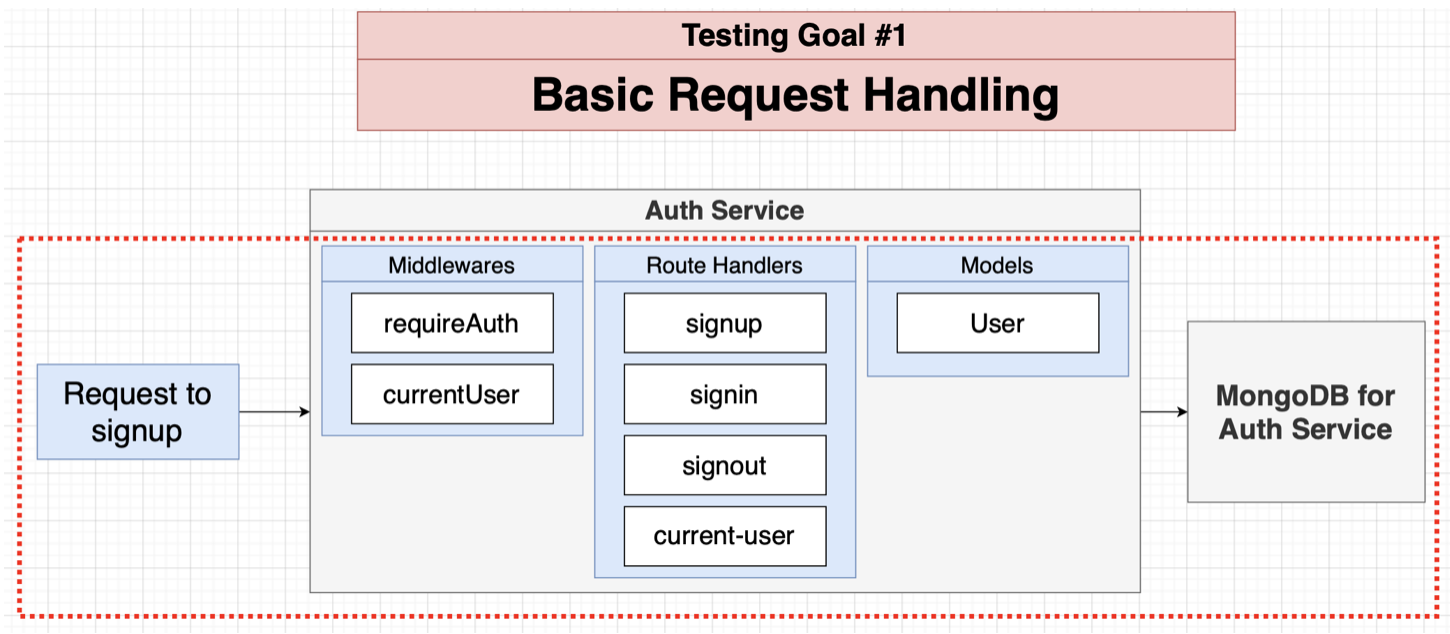 Testing Goal #1
Basic Request Handling
Auth Service
Middlewares
requireAuth
currentUser
Route Handlers
signup
signin
signout
current-user
Models
User
Request to
signup
MongoDB for
Auth Service